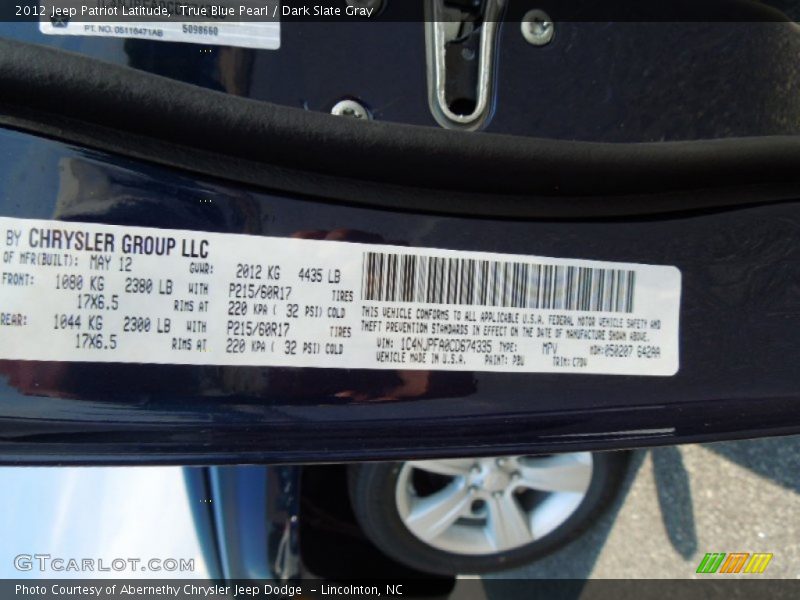 2012 Jeep Patriot Latitude, True Blue Pearl / Dark Slate Gray
PT. NO. 05116471AB
5098660
BY CHRYSLER GROUP LLC
OF MFR(BUILT): MAY 12
GVWR: 2012 KG 4435 LB
FRONT: 1080 KG 2380 LB WITH P215/60R17 TIRES
17X6.5 RIMS AT 220 KPA ( 32 PSI) COLD
REAR: 1044 KG 2300 LB WITH P215/60R17 TIRES
17X6.5 RIMS AT 220 KPA ( 32 PSI) COLD
THIS VEHICLE CONFORMS TO ALL APPLICABLE U.S.A. FEDERAL MOTOR VEHICLE SAFETY AND
THEFT PREVENTION STANDARDS IN EFFECT ON THE DATE OF MANUFACTURE SHOWN ABOVE.
VIN: 1C4NJPFA0CD674335 TYPE: MPV MDH:050207 642AA
VEHICLE MADE IN U.S.A. PAINT: PBU TRIM:C7DV
GTCARLOT.COM
Photo Courtesy of Abernethy Chrysler Jeep Dodge - Lincolnton, NC